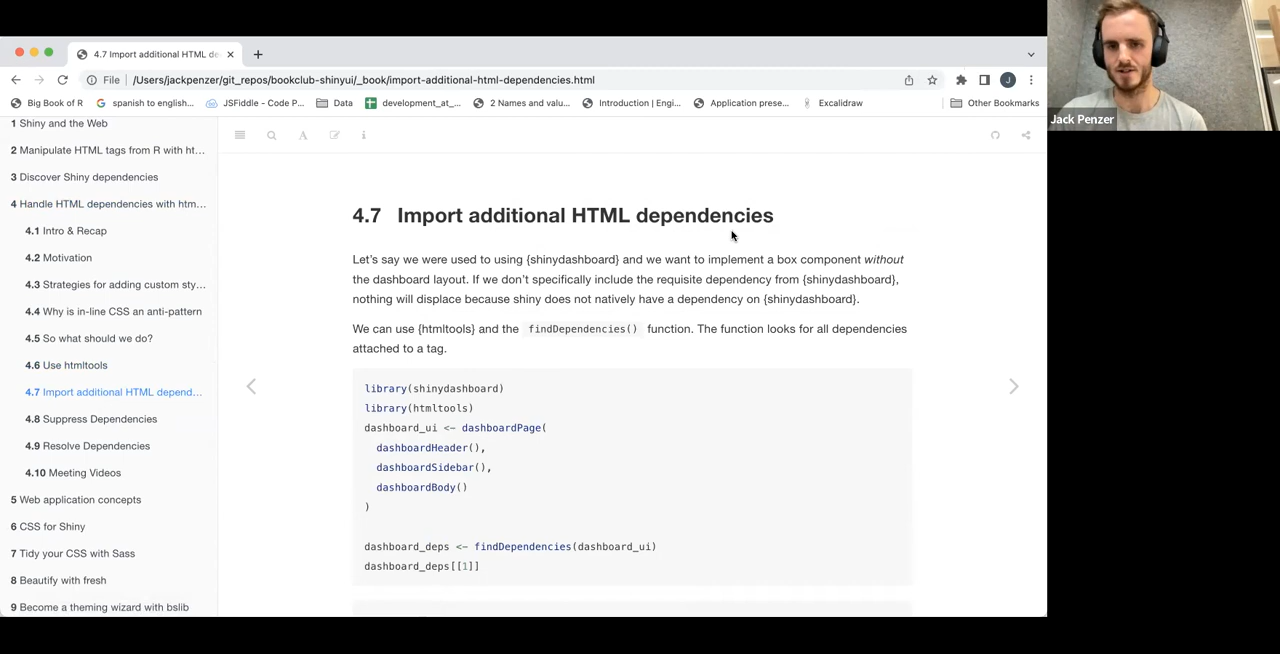 4.7 Import additional HTML de
File
/Users/jackpenzer/git_repos/bookclub-shinyui/_book/import-additional-html-dependencies.html
J
Big Book of R
spanish to english...
JSFiddle - Code P...
Data
development_at_...
2 Names and valu...
Introduction | Engi...
Application prese...
Excalidraw
Other Bookmarks
Jack Penzer
1 Shiny and the Web
2 Manipulate HTML tags from R with ht...
3 Discover Shiny dependencies
4 Handle HTML dependencies with htm...
4.1 Intro & Recap
4.2 Motivation
4.3 Strategies for adding custom sty...
4.4 Why is in-line CSS an anti-pattern
4.5 So what should we do?
4.6 Use htmltools
4.7 Import additional HTML depend...
4.8 Suppress Dependencies
4.9 Resolve Dependencies
4.10 Meeting Videos
5 Web application concepts
6 CSS for Shiny
7 Tidy your CSS with Sass
8 Beautify with fresh
9 Become a theming wizard with bslib
4.7 Import additional HTML dependencies
Let's say we were used to using {shinydashboard} and we want to implement a box component without
the dashboard layout. If we don't specifically include the requisite dependency from {shinydashboard},
nothing will displace because shiny does not natively have a dependency on {shinydashboard}.
We can use {htmltools} and the findDependencies() function. The function looks for all dependencies
attached to a tag.
library(shinydashboard)
library(htmltools)
dashboard_ui <- dashboardPage(
dashboardHeader(),
dashboardSidebar(),
dashboardBody()
)
dashboard_deps <- findDependencies(dashboard_ui)
dashboard_deps[[1]]